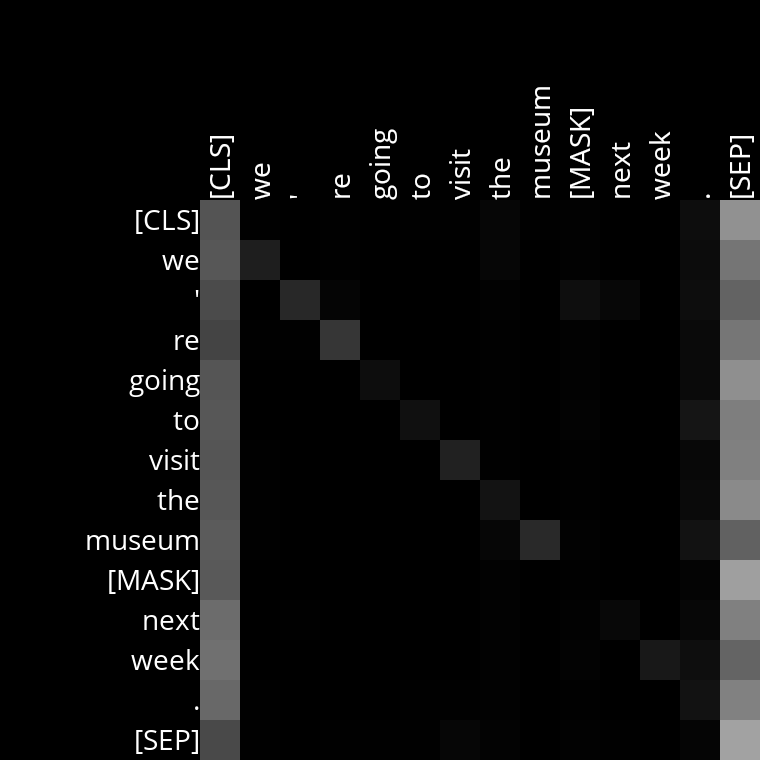 [CLS] we ' re going to visit the museum [MASK] next week . [SEP]
[CLS]
we
'
re
going
to
visit
the
museum
[MASK]
next
week
.
[SEP]